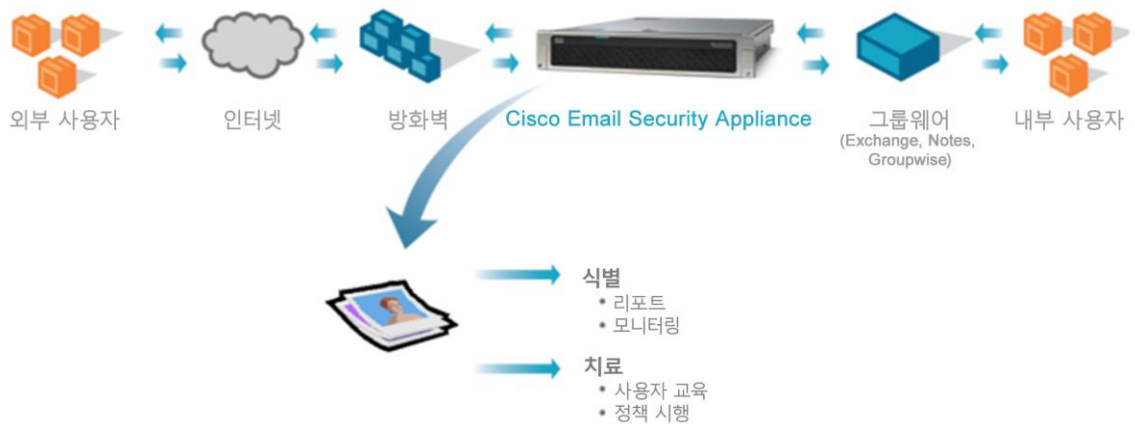 외부 사용자
인터넷
방화벽
Cisco Email Security Appliance
그룹웨어
(Exchange, Notes,
Groupwise)
내부 사용자
식별
• 리포트
• 모니터링
치료
• 사용자 교육
• 정책 시행